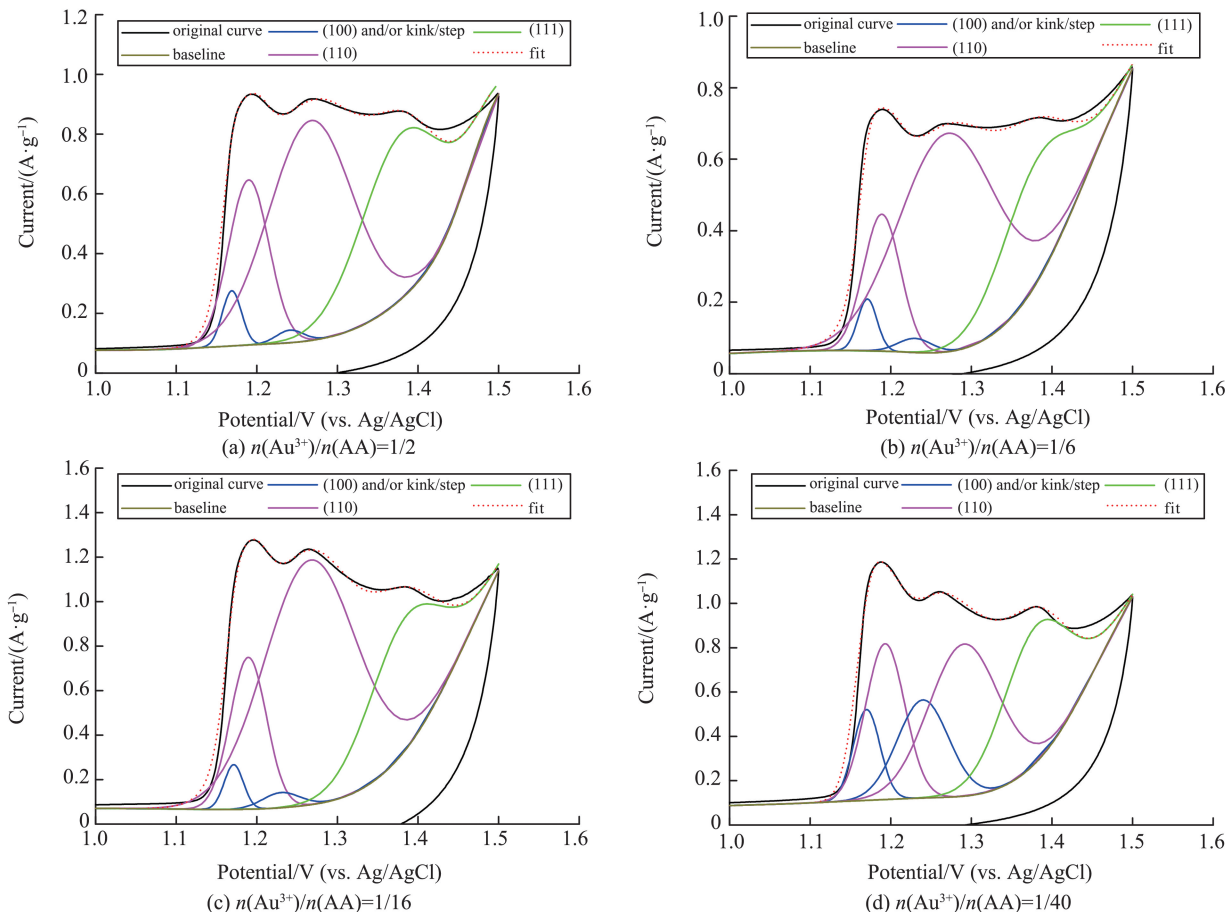 1.2
original curve (100) and/or kink/step (111)
baseline (110) fit
1.0
0.8
0.6
0.4
0.2
0
1.0 1.1 1.2 1.3 1.4 1.5 1.6
Current/(A·g⁻¹)
Potential/V (vs. Ag/AgCl)
(a) n(Au³⁺)/n(AA)=1/2
1.0
original curve (100) and/or kink/step (111)
baseline (110) fit
0.8
0.6
0.4
0.2
0
1.0 1.1 1.2 1.3 1.4 1.5 1.6
Current/(A·g⁻¹)
Potential/V (vs. Ag/AgCl)
(b) n(Au³⁺)/n(AA)=1/6
1.6
original curve (100) and/or kink/step (111)
baseline (110) fit
1.4
1.2
1.0
0.8
0.6
0.4
0.2
0
1.0 1.1 1.2 1.3 1.4 1.5 1.6
Current/(A·g⁻¹)
Potential/V (vs. Ag/AgCl)
(c) n(Au³⁺)/n(AA)=1/16
1.6
original curve (100) and/or kink/step (111)
baseline (110) fit
1.4
1.2
1.0
0.8
0.6
0.4
0.2
0
1.0 1.1 1.2 1.3 1.4 1.5 1.6
Current/(A·g⁻¹)
Potential/V (vs. Ag/AgCl)
(d) n(Au³⁺)/n(AA)=1/40